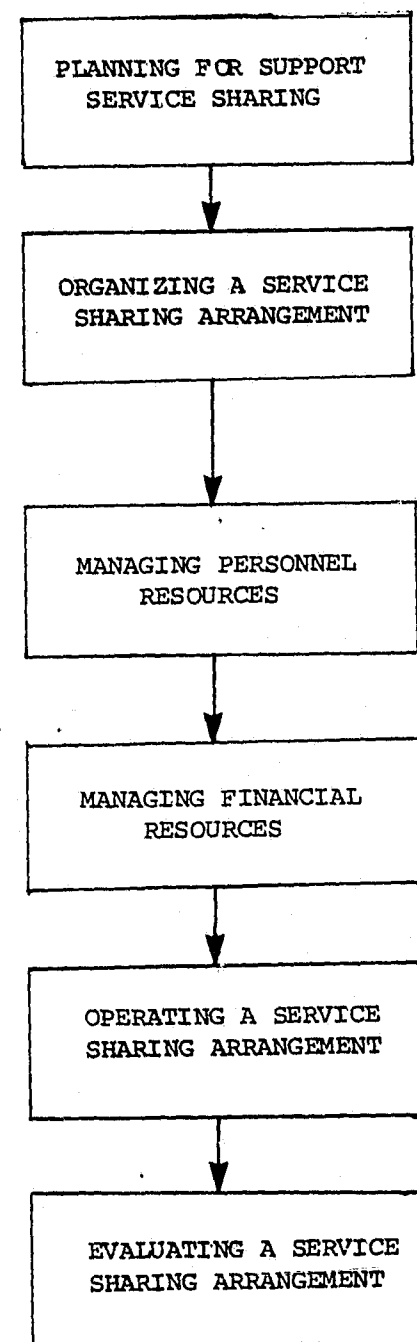 PLANNING FOR SUPPORT
SERVICE SHARING
ORGANIZING A SERVICE
SHARING ARRANGEMENT
MANAGING PERSONNEL
RESOURCES
MANAGING FINANCIAL
RESOURCES
OPERATING A SERVICE
SHARING ARRANGEMENT
EVALUATING A SERVICE
SHARING ARRANGEMENT